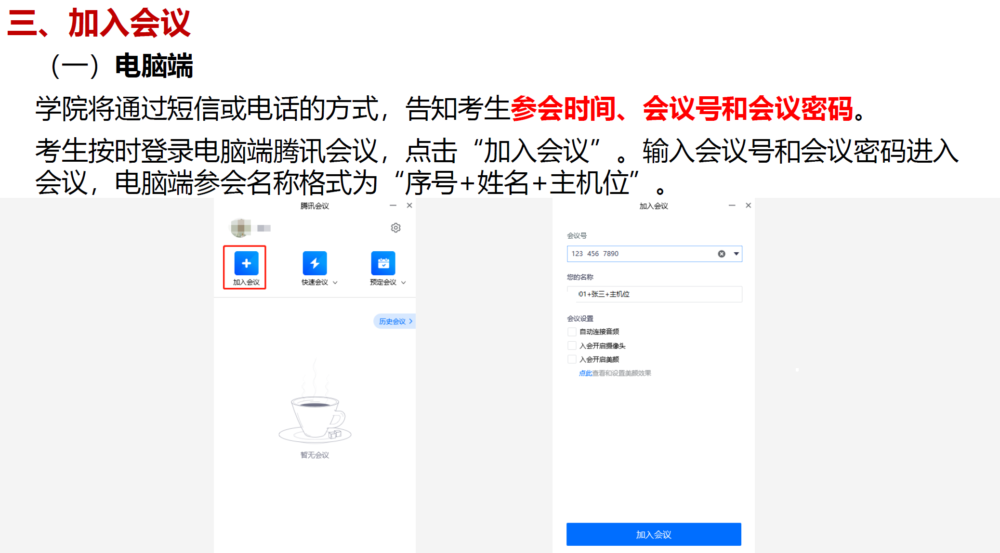 三、加入会议
（一）电脑端
学院将通过短信或电话的方式，告知考生参会时间、会议号和会议密码。
考生按时登录电脑端腾讯会议，点击“加入会议”。输入会议号和会议密码进入
会议，电脑端参会名称格式为“序号+姓名+主机位”。
腾讯会议
加入会议
快速会议
预定会议
历史会议
暂无会议
加入会议
会议号
123 456 7890
您的名称
01+张三+主机位
会议设置
自动连接音频
入会开启摄像头
入会开启美颜
点此查看和设置美颜效果
加入会议